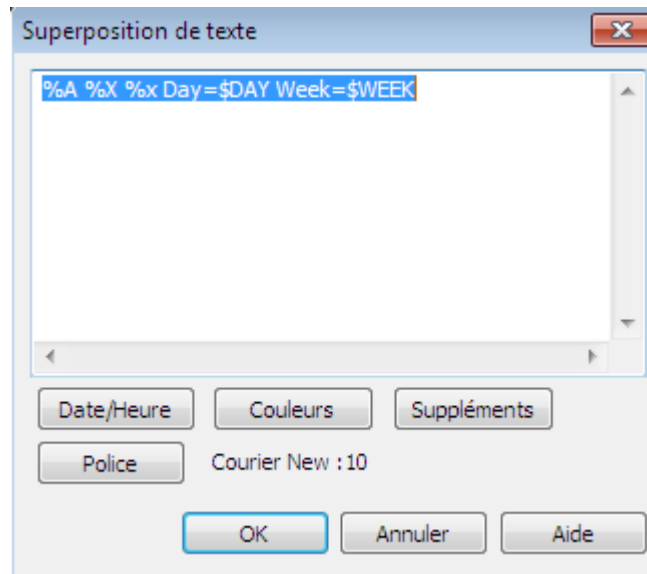 Superposition de texte
%A %X %x Day=$DAY Week=$WEEK
Date/Heure Couleurs Suppléments
Police Courier New :10
OK Annuler Aide